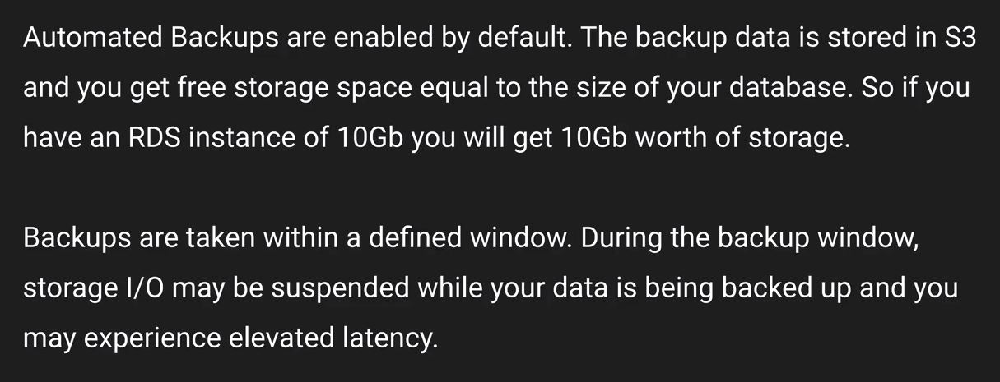 Automated Backups are enabled by default. The backup data is stored in S3
and you get free storage space equal to the size of your database. So if you
have an RDS instance of 10Gb you will get 10Gb worth of storage.
Backups are taken within a defined window. During the backup window,
storage I/O may be suspended while your data is being backed up and you
may experience elevated latency.